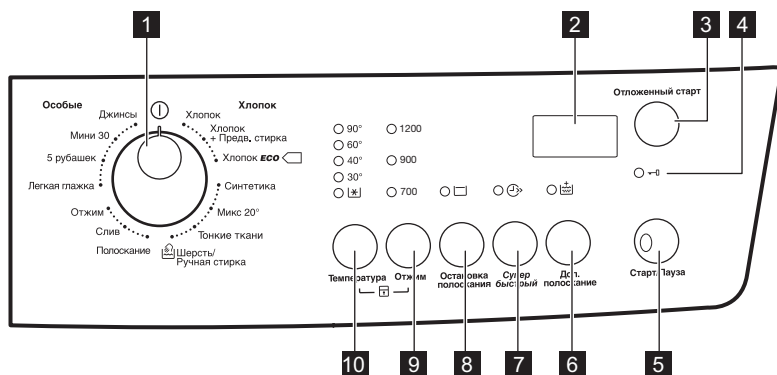 1
2
3
4
Особые
Хлопок
Отложенный старт
Джинсы
Хлопок
Мини 30
Хлопок
+ Предв. стирка
5 рубашек
Хлопок ECO
Легкая глажка
Синтетика
Отжим
Микс 20°
Слив
Тонкие ткани
Полоскание
Шерсть/
Ручная стирка
90°
1200
60°
40°
900
30°
700
Температура
Отжим
Остановка
полоскания
Супер
быстрый
Доп.
полоскание
Старт/Пауза
10
9
8
7
6
5